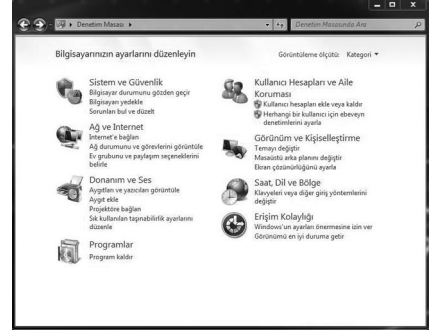 Denetim Masası
Denetim Masasında Ara
Bilgisayarınızın ayarlarını düzenleyin
Görüntüleme ölçütü: Kategori
Sistem ve Güvenlik
Bilgisayar durumunu gözden geçir
Bilgisayarı yedekle
Sorunları bul ve düzelt
Ağ ve Internet
Internet'e bağlan
Ağ durumunu ve görevlerini görüntüle
Ev grubunu ve paylaşım seçeneklerini
belirle
Donanım ve Ses
Aygıtları ve yazıcıları görüntüle
Aygıt ekle
Projektöre bağlan
Sık kullanılan taşınabilirlik ayarlarını
düzenle
Programlar
Program kaldır
Kullanıcı Hesapları ve Aile
Koruması
Kullanıcı hesapları ekle veya kaldır
Herhangi bir kullanıcı için ebeveyn
denetimlerini ayarla
Görünüm ve Kişiselleştirme
Temayı değiştir
Masaüstü arka planını değiştir
Ekran çözünürlüğünü ayarla
Saat, Dil ve Bölge
Klavyeleri veya diğer giriş yöntemlerini
değiştir
Erişim Kolaylığı
Windows'un ayarları önermesine izin ver
Görünümü en iyi duruma getir